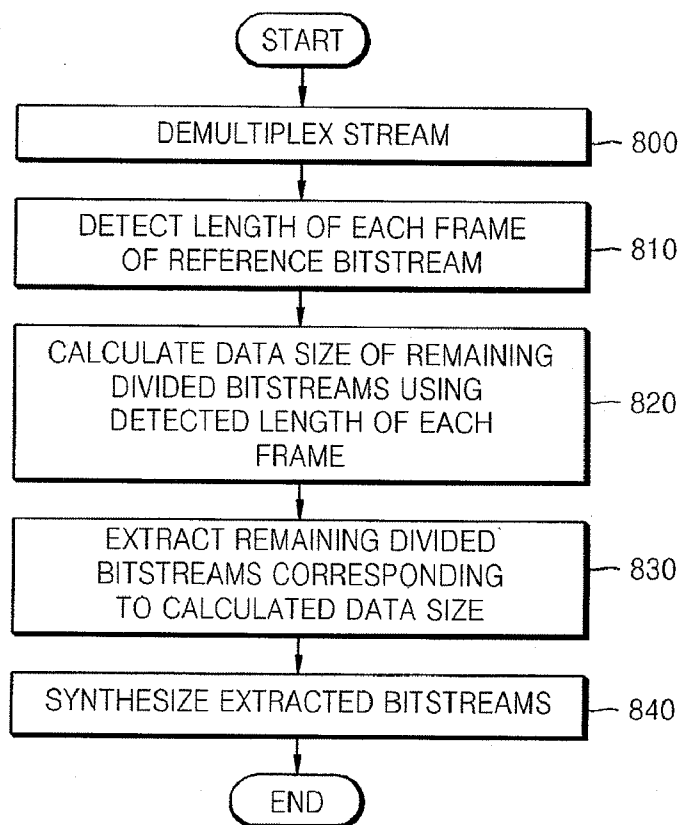 START
DEMULTIPLEX STREAM
800
DETECT LENGTH OF EACH FRAME
OF REFERENCE BITSTREAM
810
CALCULATE DATA SIZE OF REMAINING
DIVIDED BITSTREAMS USING
DETECTED LENGTH OF EACH
FRAME
820
EXTRACT REMAINING DIVIDED
BITSTREAMS CORRESPONDING
TO CALCULATED DATA SIZE
830
SYNTHESIZE EXTRACTED BITSTREAMS
840
END